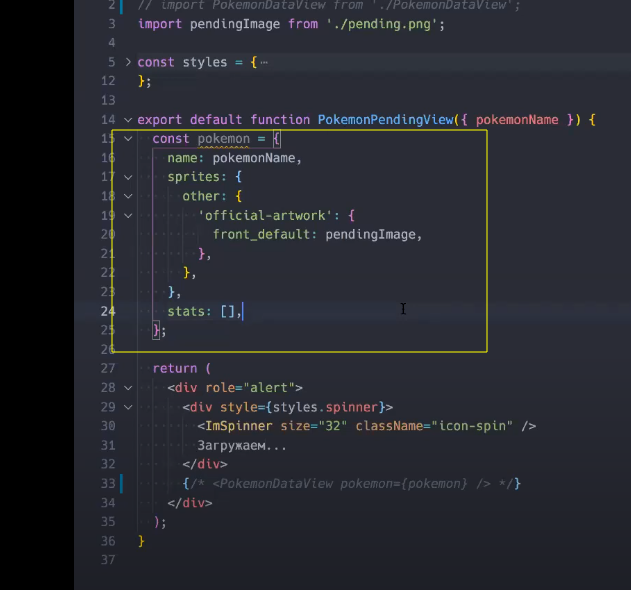 2 // import PokemonDataView from './PokemonDataView';
3 import pendingImage from './pending.png';
4
5 const styles = {…
12 };
13
14 export default function PokemonPendingView({ pokemonName }) {
15 const pokemon = {
16 name: pokemonName,
17 sprites: {
18 other: {
19 'official-artwork': {
20 front_default: pendingImage,
21 },
22 },
23 },
24 stats: [],
25 };
26
27 return (
28 <div role="alert">
29 <div style={styles.spinner}>
30 <ImSpinner size="32" className="icon-spin" />
31 Загружаем...
32 </div>
33 {/* <PokemonDataView pokemon={pokemon} /> */}
34 </div>
35 );
36 }
37